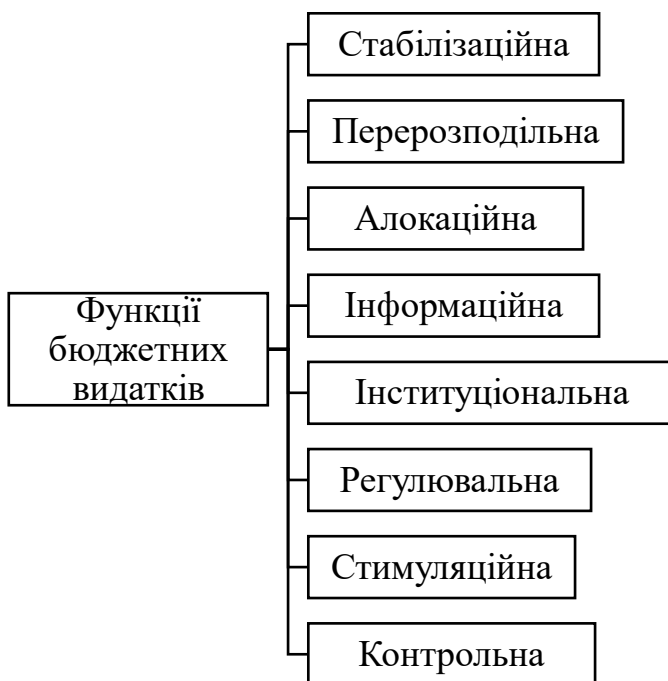 Стабілізаційна
Перерозподільна
Алокаційна
Функції
бюджетних
видатків
Інформаційна
Інституціональна
Регулювальна
Стимуляційна
Контрольна